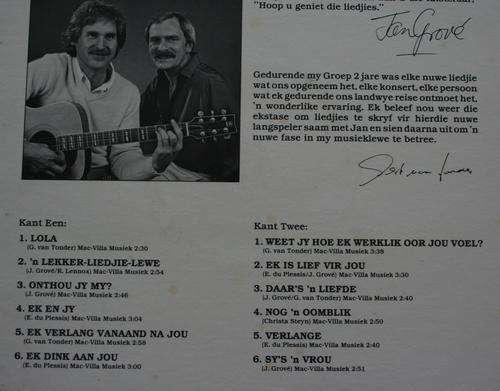 "Hoop u geniet die liedjies."
Jan Grové
Gedurende my Groep 2 jare was elke nuwe liedjie
wat ons opgeneem het, elke konsert, elke persoon
wat ek gedurende ons landwye reise ontmoet het,
'n wonderlike ervaring. Ek beleef nou weer die
ekstase om liedjies te skryf vir hierdie nuwe
langspeler saam met Jan en sien daarna uit om 'n
nuwe fase in my musieklewe te betree.
Kant Een:
1. LOLA
(G. van Tonder) Mac-Villa Musiek 2:30
2. 'n LEKKER-LIEDJIE-LEWE
(J. Grové/R. Lennox) Mac-Villa Musiek 2:54
3. ONTHOU JY MY?
(J. Grové) Mac-Villa Musiek 2:46
4. EK EN JY
(E. du Plessis) Mac-Villa Musiek 3:04
5. EK VERLANG VANAAND NA JOU
(G. van Tonder) Mac-Villa Musiek 2:58
6. EK DINK AAN JOU
(E. du Plessis) Mac-Villa Musiek 3:00
Kant Twee:
1. WEET JY HOE EK WERKLIK OOR JOU VOEL?
(G. van Tonder) Mac-Villa Musiek 3:38
2. EK IS LIEF VIR JOU
(E. du Plessis/J. Grové) Mac-Villa Musiek 3:30
3. DAAR'S 'n LIEFDE
(J. Grové/G. van Tonder) Mac-Villa Musiek 2:40
4. NOG 'n OOMBLIK
(Christa Steyn) Mac-Villa Musiek 2:50
5. VERLANGE
(E. du Plessis) Mac-Villa Musiek 2:40
6. SY'S 'n VROU
(J. Grové) Mac-Villa Musiek 2:51